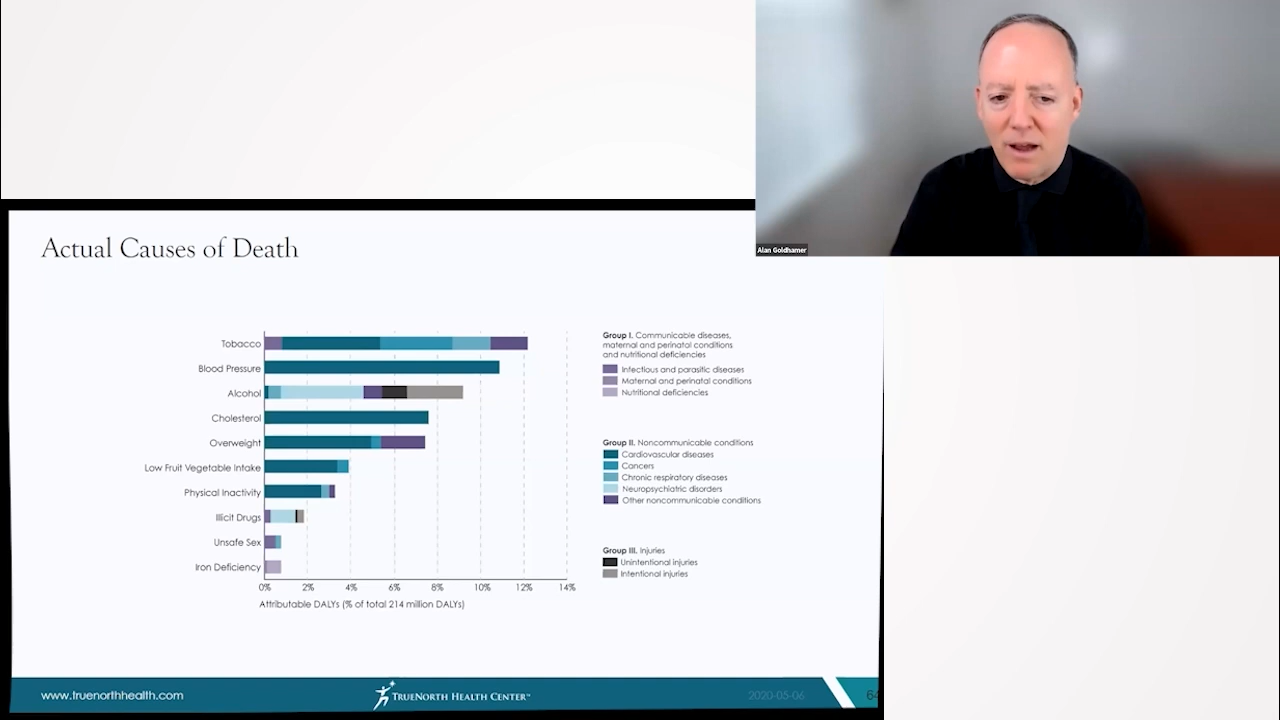 Alan Goldhamer
Actual Causes of Death
Tobacco
Blood Pressure
Alcohol
Cholesterol
Overweight
Low Fruit Vegetable Intake
Physical Inactivity
Illicit Drugs
Unsafe Sex
Iron Deficiency
0% 2% 4% 6% 8% 10% 12% 14%
Attributable DALYs (% of total 214 million DALYs)
Group I. Communicable diseases,
maternal and perinatal conditions
and nutritional deficiencies
Infectious and parasitic diseases
Maternal and perinatal conditions
Nutritional deficiencies
Group II. Noncommunicable conditions
Cardiovascular diseases
Cancers
Chronic respiratory diseases
Neuropsychiatric disorders
Other noncommunicable conditions
Group III. Injuries
Unintentional injuries
Intentional injuries
www.truenorthhealth.com
TRUENORTH HEALTH CENTER™
2020-05-06